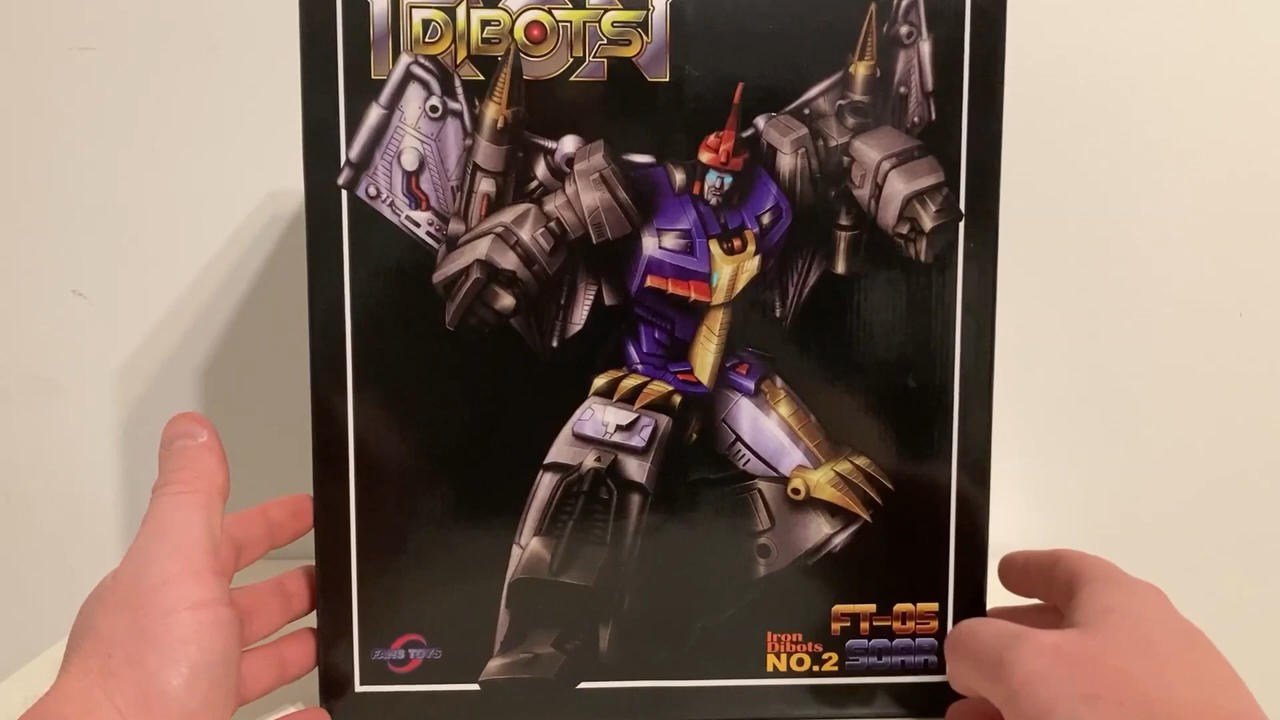 IRON
DIBOTS
FANS TOYS
Iron
Dibots
NO.2
FT-05
SOAR